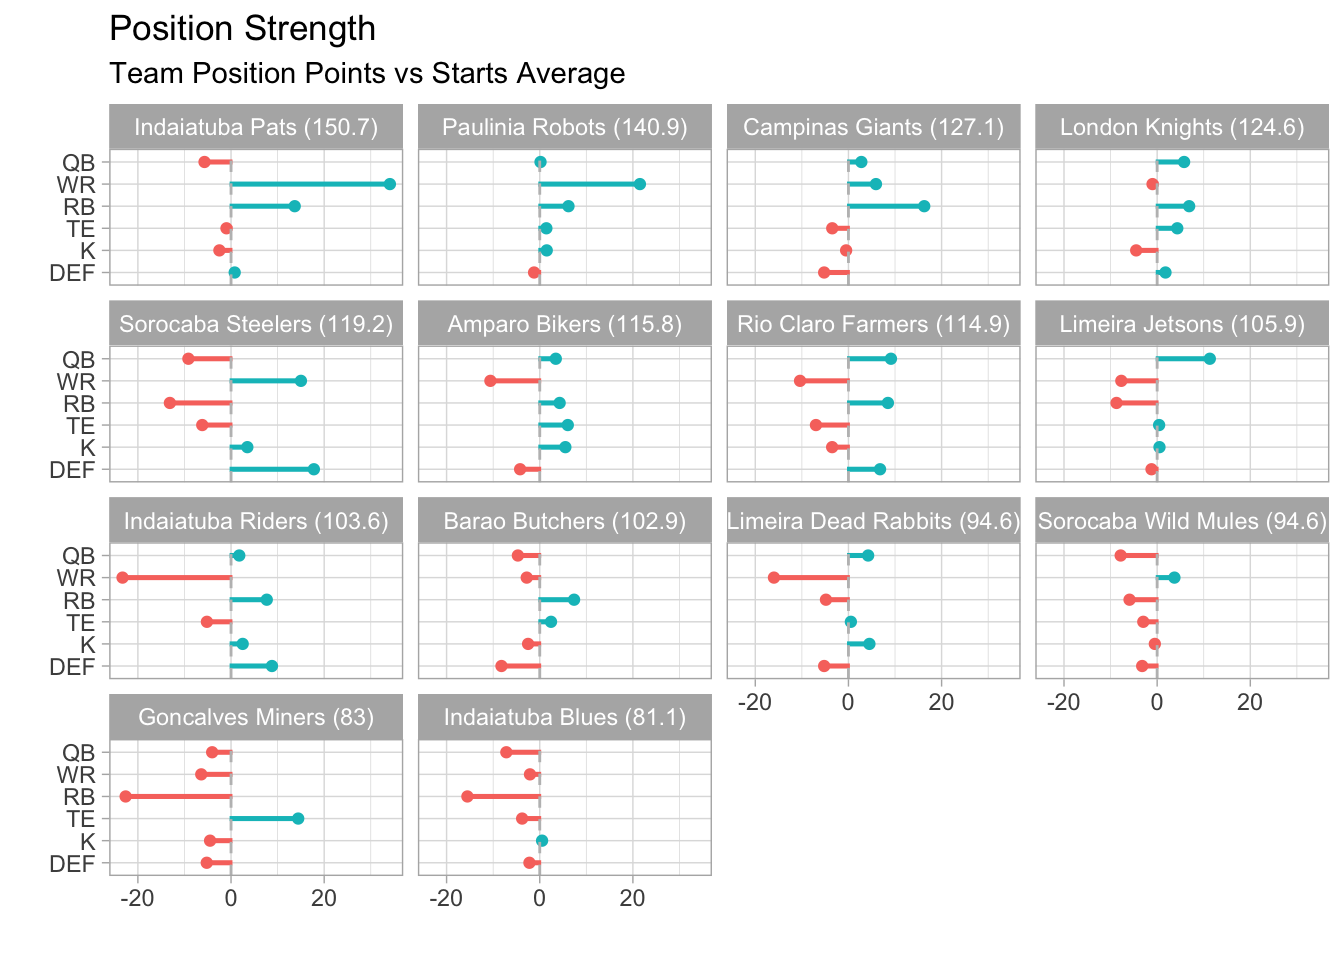 Position Strength
Team Position Points vs Starts Average
Indaiatuba Pats (150.7) Paulinia Robots (140.9) Campinas Giants (127.1) London Knights (124.6)
QB
WR
RB
TE
K
DEF
Sorocaba Steelers (119.2) Amparo Bikers (115.8) Rio Claro Farmers (114.9) Limeira Jetsons (105.9)
QB
WR
RB
TE
K
DEF
Indaiatuba Riders (103.6) Barao Butchers (102.9) Limeira Dead Rabbits (94.6) Sorocaba Wild Mules (94.6)
QB
WR
RB
TE
K
DEF
-20 0 20 -20 0 20
Goncalves Miners (83) Indaiatuba Blues (81.1)
QB
WR
RB
TE
K
DEF
-20 0 20 -20 0 20